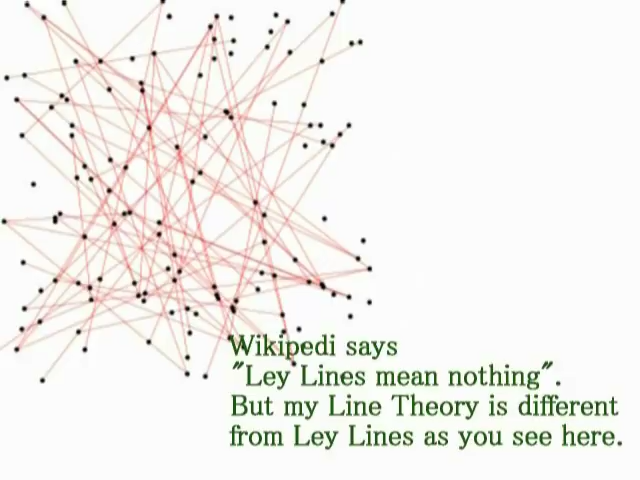 Wikipedi says
"Ley Lines mean nothing".
But my Line Theory is different
from Ley Lines as you see here.